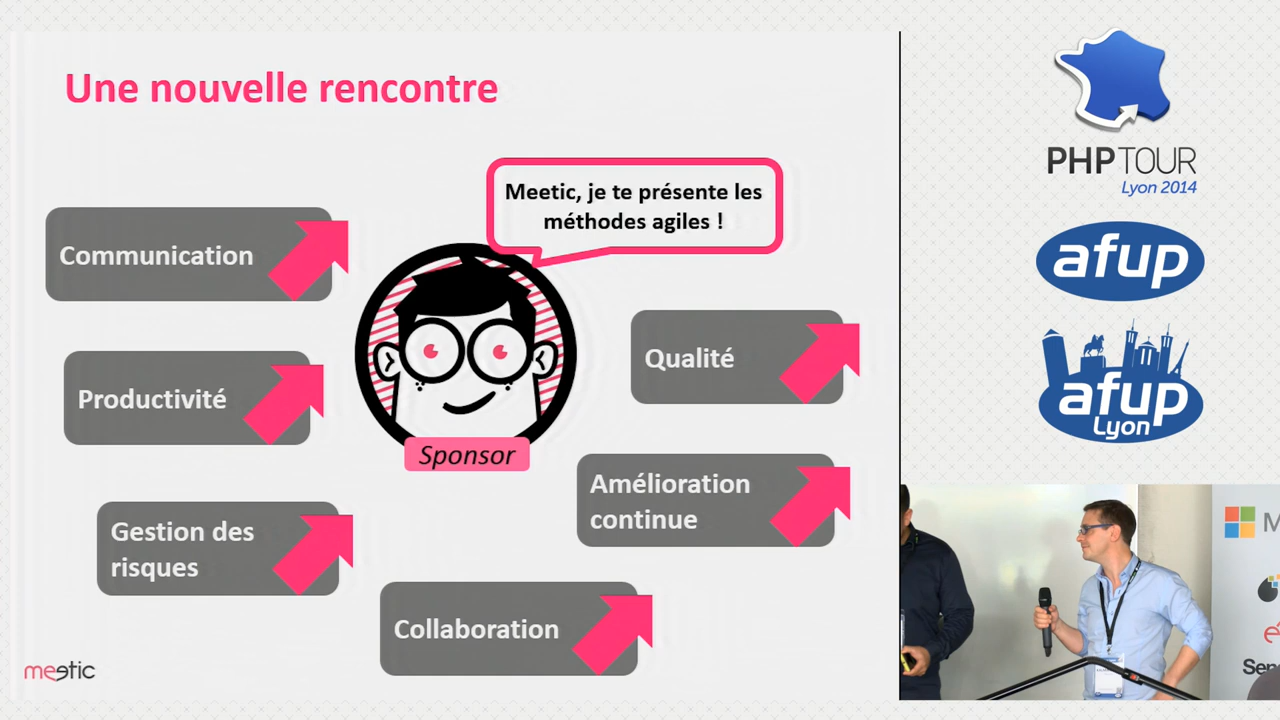 Une nouvelle rencontre
Meetic, je te présente les
méthodes agiles !
Communication
Productivité
Gestion des
risques
Sponsor
Qualité
Amélioration
continue
Collaboration
meetic
PHPTOUR
Lyon 2014
afup
afup
Lyon